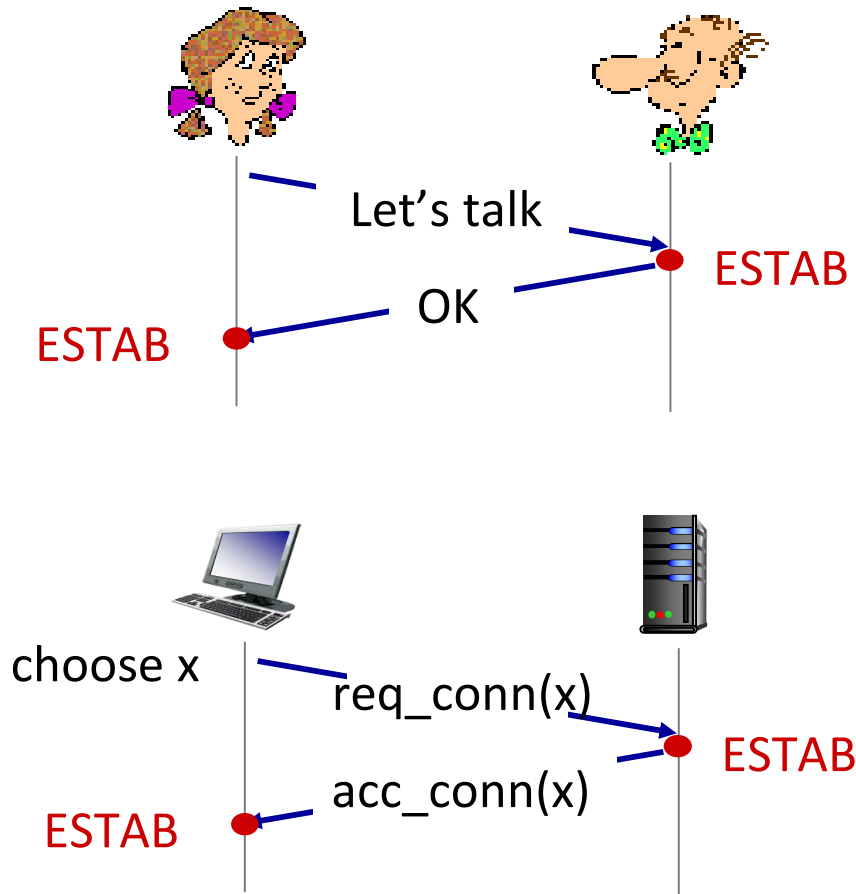 Let’s talk
ESTAB
OK
ESTAB
choose x
req_conn(x)
ESTAB
acc_conn(x)
ESTAB